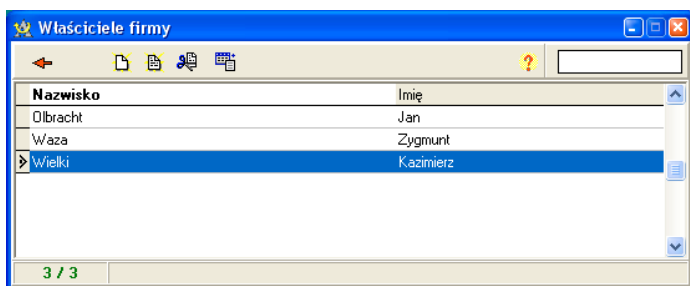 Właściciele firmy
Nazwisko Imię
Olbracht Jan
Waza Zygmunt
Wielki Kazimierz
3 / 3